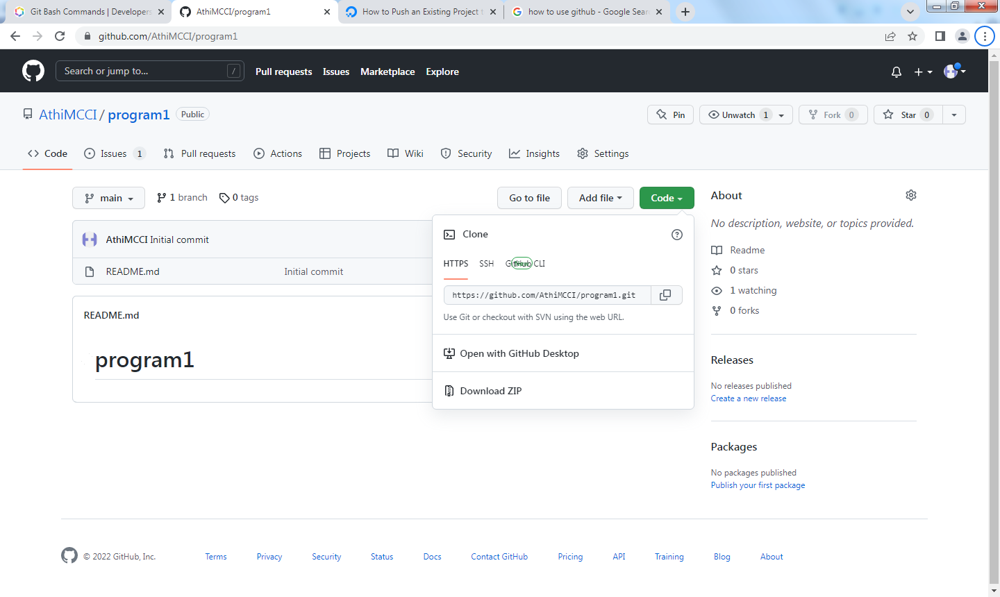 Git Bash Commands | Developers
AthiMCCI/program1
How to Push an Existing Project t
how to use github - Google Sear
github.com/AthiMCCI/program1
Search or jump to... /
Pull requests Issues Marketplace Explore
AthiMCCI / program1 Public
Pin Unwatch 1 Fork 0 Star 0
Code Issues 1 Pull requests Actions Projects Wiki Security Insights Settings
main 1 branch 0 tags Go to file Add file Code
AthiMCCI Initial commit
README.md Initial commit
README.md
program1
Clone
HTTPS SSH GitHub CLI
https://github.com/AthiMCCI/program1.git
Use Git or checkout with SVN using the web URL.
Open with GitHub Desktop
Download ZIP
About
No description, website, or topics provided.
Readme
0 stars
1 watching
0 forks
Releases
No releases published
Create a new release
Packages
No packages published
Publish your first package
© 2022 GitHub, Inc. Terms Privacy Security Status Docs Contact GitHub Pricing API Training Blog About